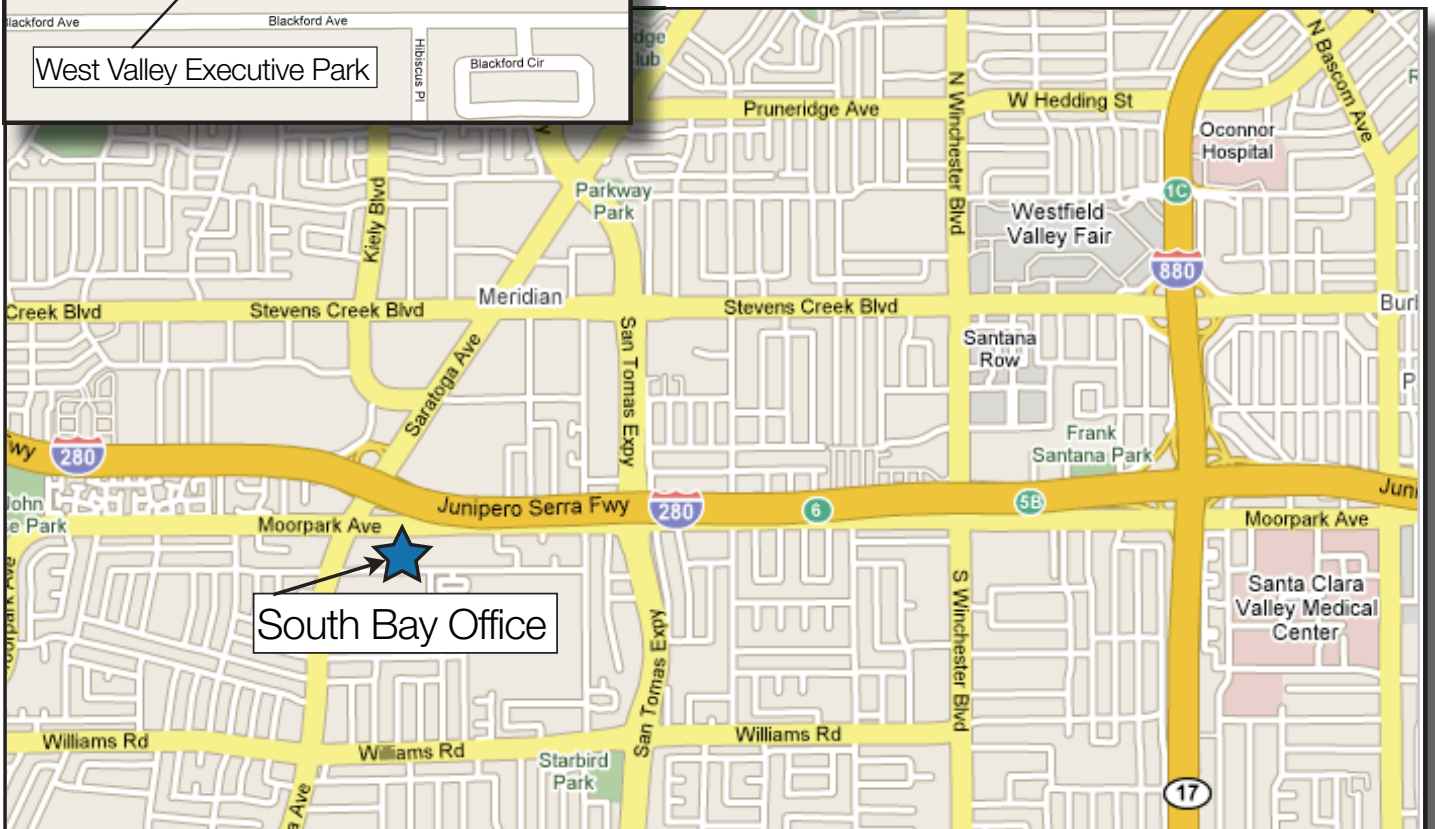 Blackford Ave
Blackford Ave
West Valley Executive Park
Hibiscus Pl
Blackford Cir
Pruneridge Ave
W Hedding St
N Bascom Ave
N Winchester Blvd
Oconnor
Hospital
Kiely Blvd
Parkway
Park
1C
Westfield
Valley Fair
880
Creek Blvd
Stevens Creek Blvd
Meridian
Stevens Creek Blvd
Saratoga Ave
San Tomas Expy
Santana
Row
Frank
Santana Park
280
Junipero Serra Fwy
280
6
5B
John
Park
Moorpark Ave
Moorpark Ave
South Bay Office
Santa Clara
Valley Medical
Center
San Tomas Expy
S Winchester Blvd
Williams Rd
Williams Rd
Williams Rd
Starbird
Park
Ave
17